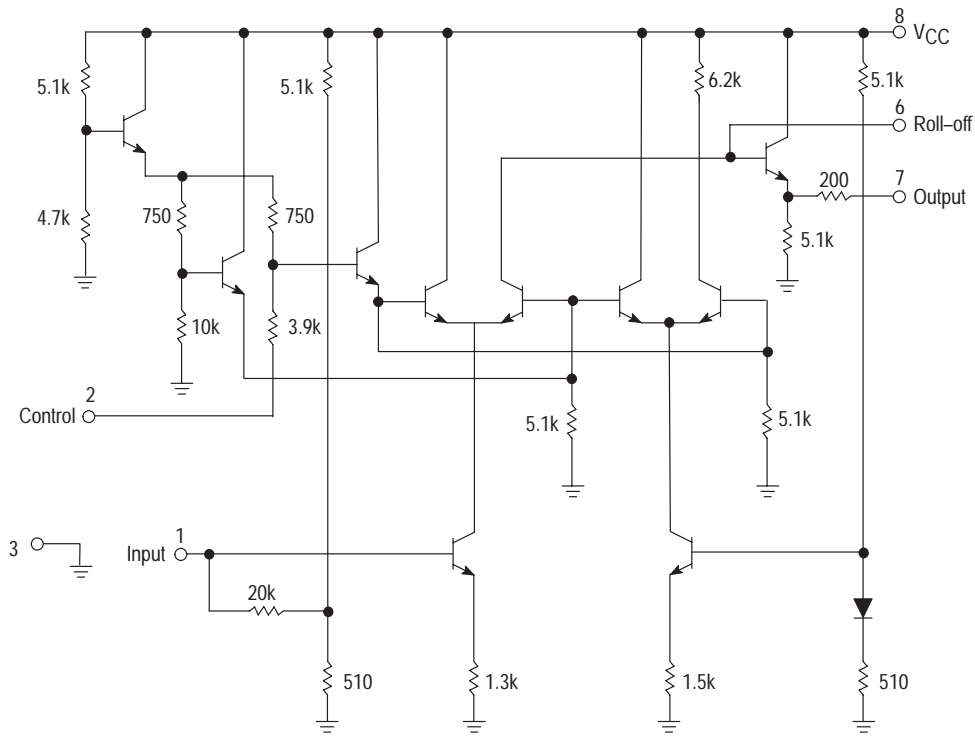 8
VCC
5.1k
5.1k
6.2k
5.1k
6
Roll–off
200
7
Output
4.7k
750
750
5.1k
10k
3.9k
2
Control
5.1k
5.1k
3
1
Input
20k
510
1.3k
1.5k
510